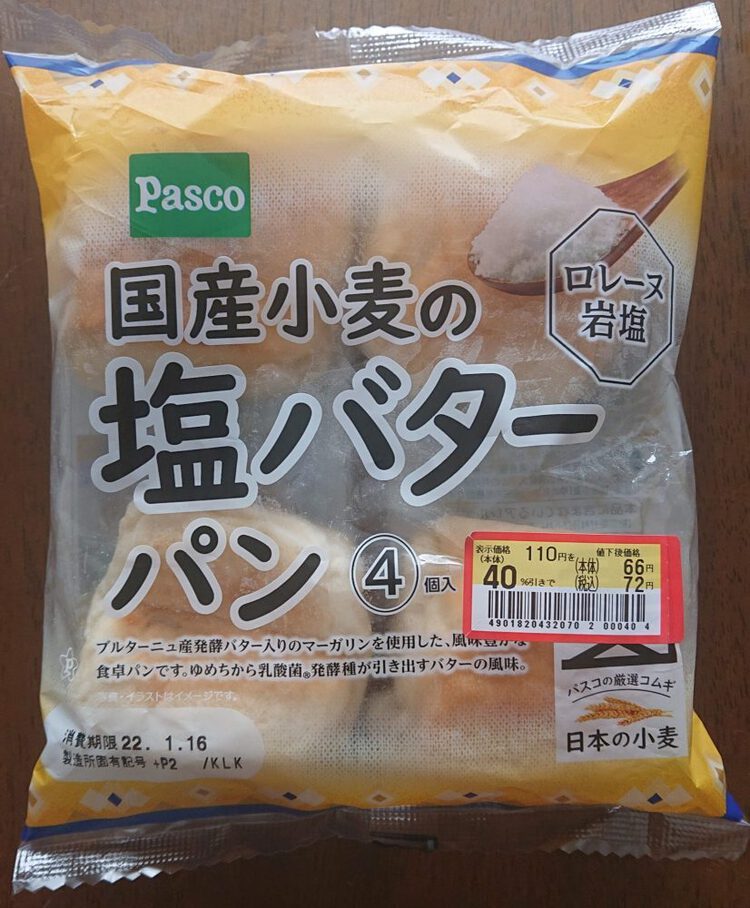 Pasco
国産小麦の
塩バター
パン ④個入
ロレーヌ
岩塩
表示価格
(本体)
110円を
値下後価格
40%引きで
(本体) 66円
(税込) 72円
4901820432070 2 00040 4
ブルターニュ産発酵バター入りのマーガリンを使用した、風味豊かな
食卓パンです。ゆめちから乳酸菌®発酵種が引き出すバターの風味。
写真・イラストはイメージです。
パスコの厳選コムギ
日本の小麦
消費期限 22. 1.16
製造所固有記号 +P2 /KLK